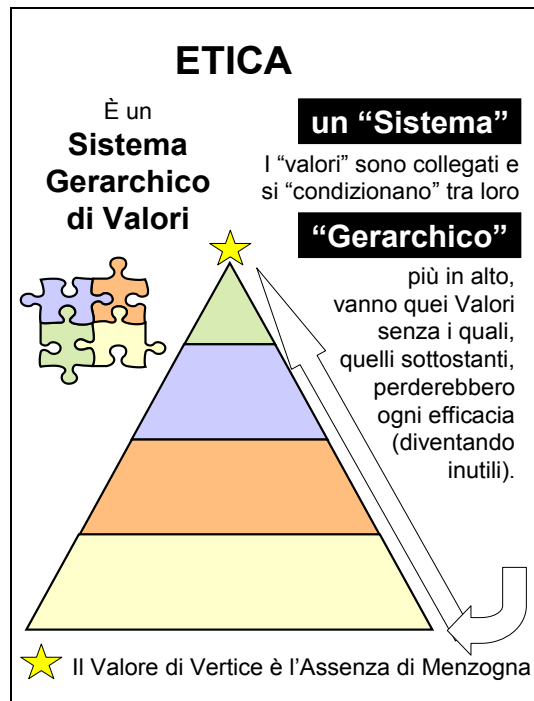 ETICA
È un
Sistema
Gerarchico
di Valori
un “Sistema”
I “valori” sono collegati e
si “condizionano” tra loro
“Gerarchico”
più in alto,
vanno quei Valori
senza i quali,
quelli sottostanti,
perderebbero
ogni efficacia
(diventando
inutili).
Il Valore di Vertice è l’Assenza di Menzogna